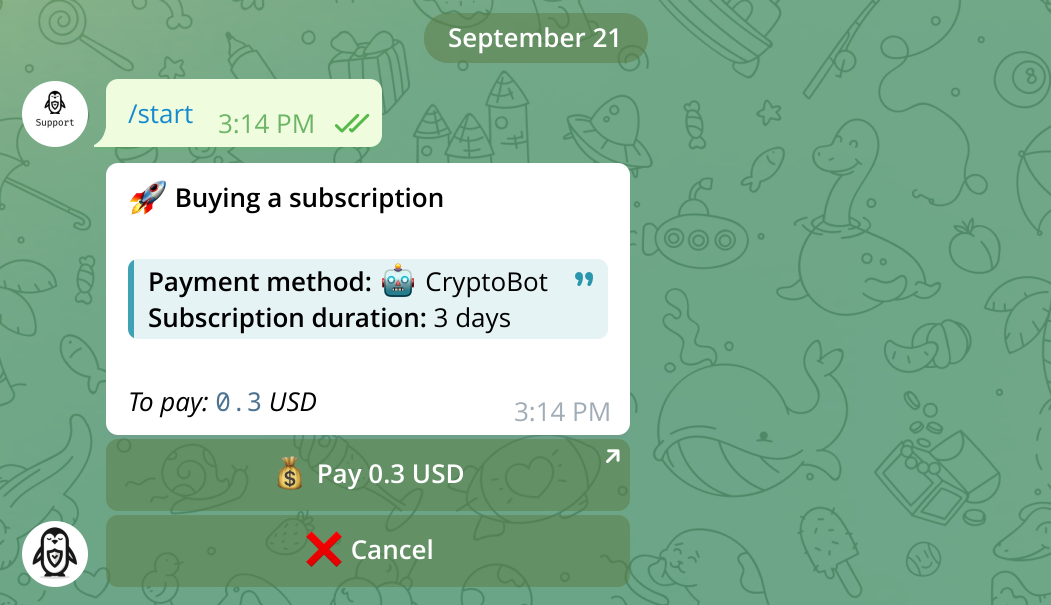 September 21
Support
/start 3:14 PM
🚀 Buying a subscription
Payment method: 🤖 CryptoBot
Subscription duration: 3 days
To pay: 0.3 USD
3:14 PM
💰 Pay 0.3 USD
❌ Cancel